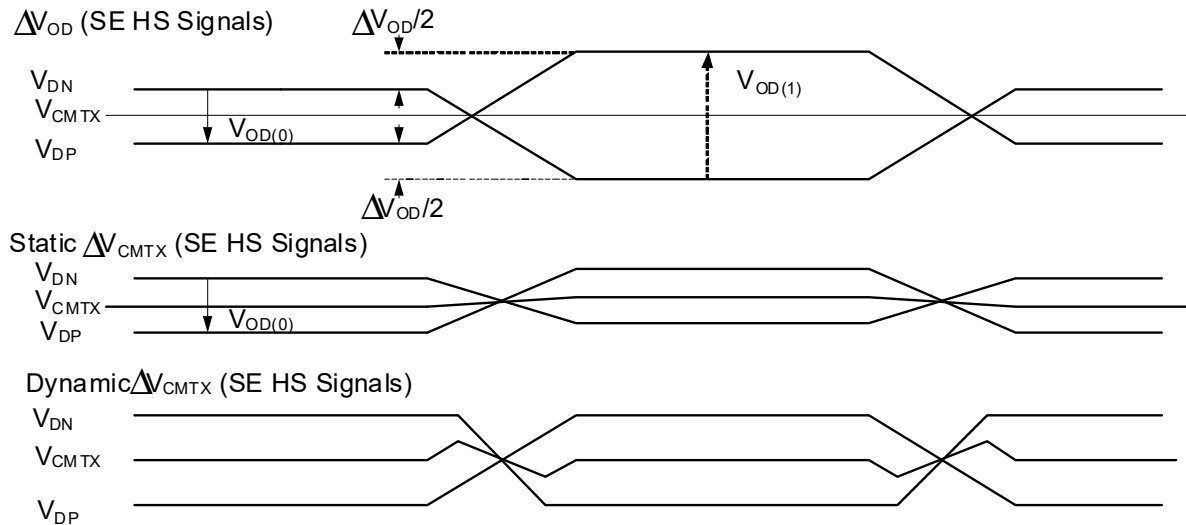 ΔV_OD (SE HS Signals)
ΔV_OD/2
V_DN
V_CMTX
V_OD(0)
V_DP
V_OD(1)
ΔV_OD/2
Static ΔV_CMTX (SE HS Signals)
V_DN
V_CMTX
V_OD(0)
V_DP
Dynamic ΔV_CMTX (SE HS Signals)
V_DN
V_CMTX
V_DP